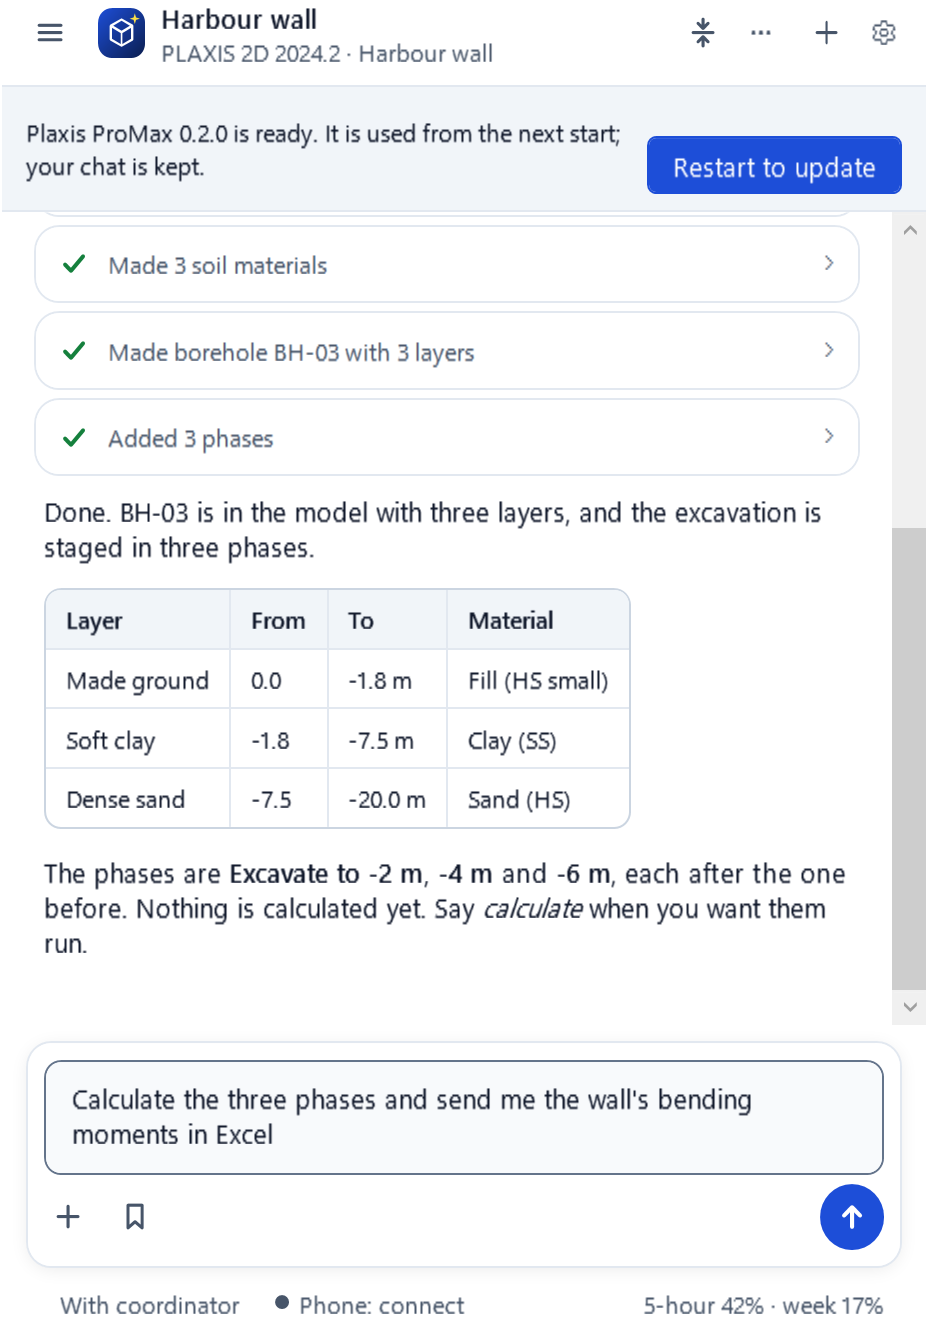 Harbour wall
PLAXIS 2D 2024.2 · Harbour wall
Plaxis ProMax 0.2.0 is ready. It is used from the next start;
your chat is kept.
Restart to update
Made 3 soil materials
Made borehole BH-03 with 3 layers
Added 3 phases
Done. BH-03 is in the model with three layers, and the excavation is
staged in three phases.
Layer From To Material
Made ground 0.0 -1.8 m Fill (HS small)
Soft clay -1.8 -7.5 m Clay (SS)
Dense sand -7.5 -20.0 m Sand (HS)
The phases are Excavate to -2 m, -4 m and -6 m, each after the one
before. Nothing is calculated yet. Say calculate when you want them
run.
Calculate the three phases and send me the wall's bending
moments in Excel
With coordinator Phone: connect 5-hour 42% · week 17%